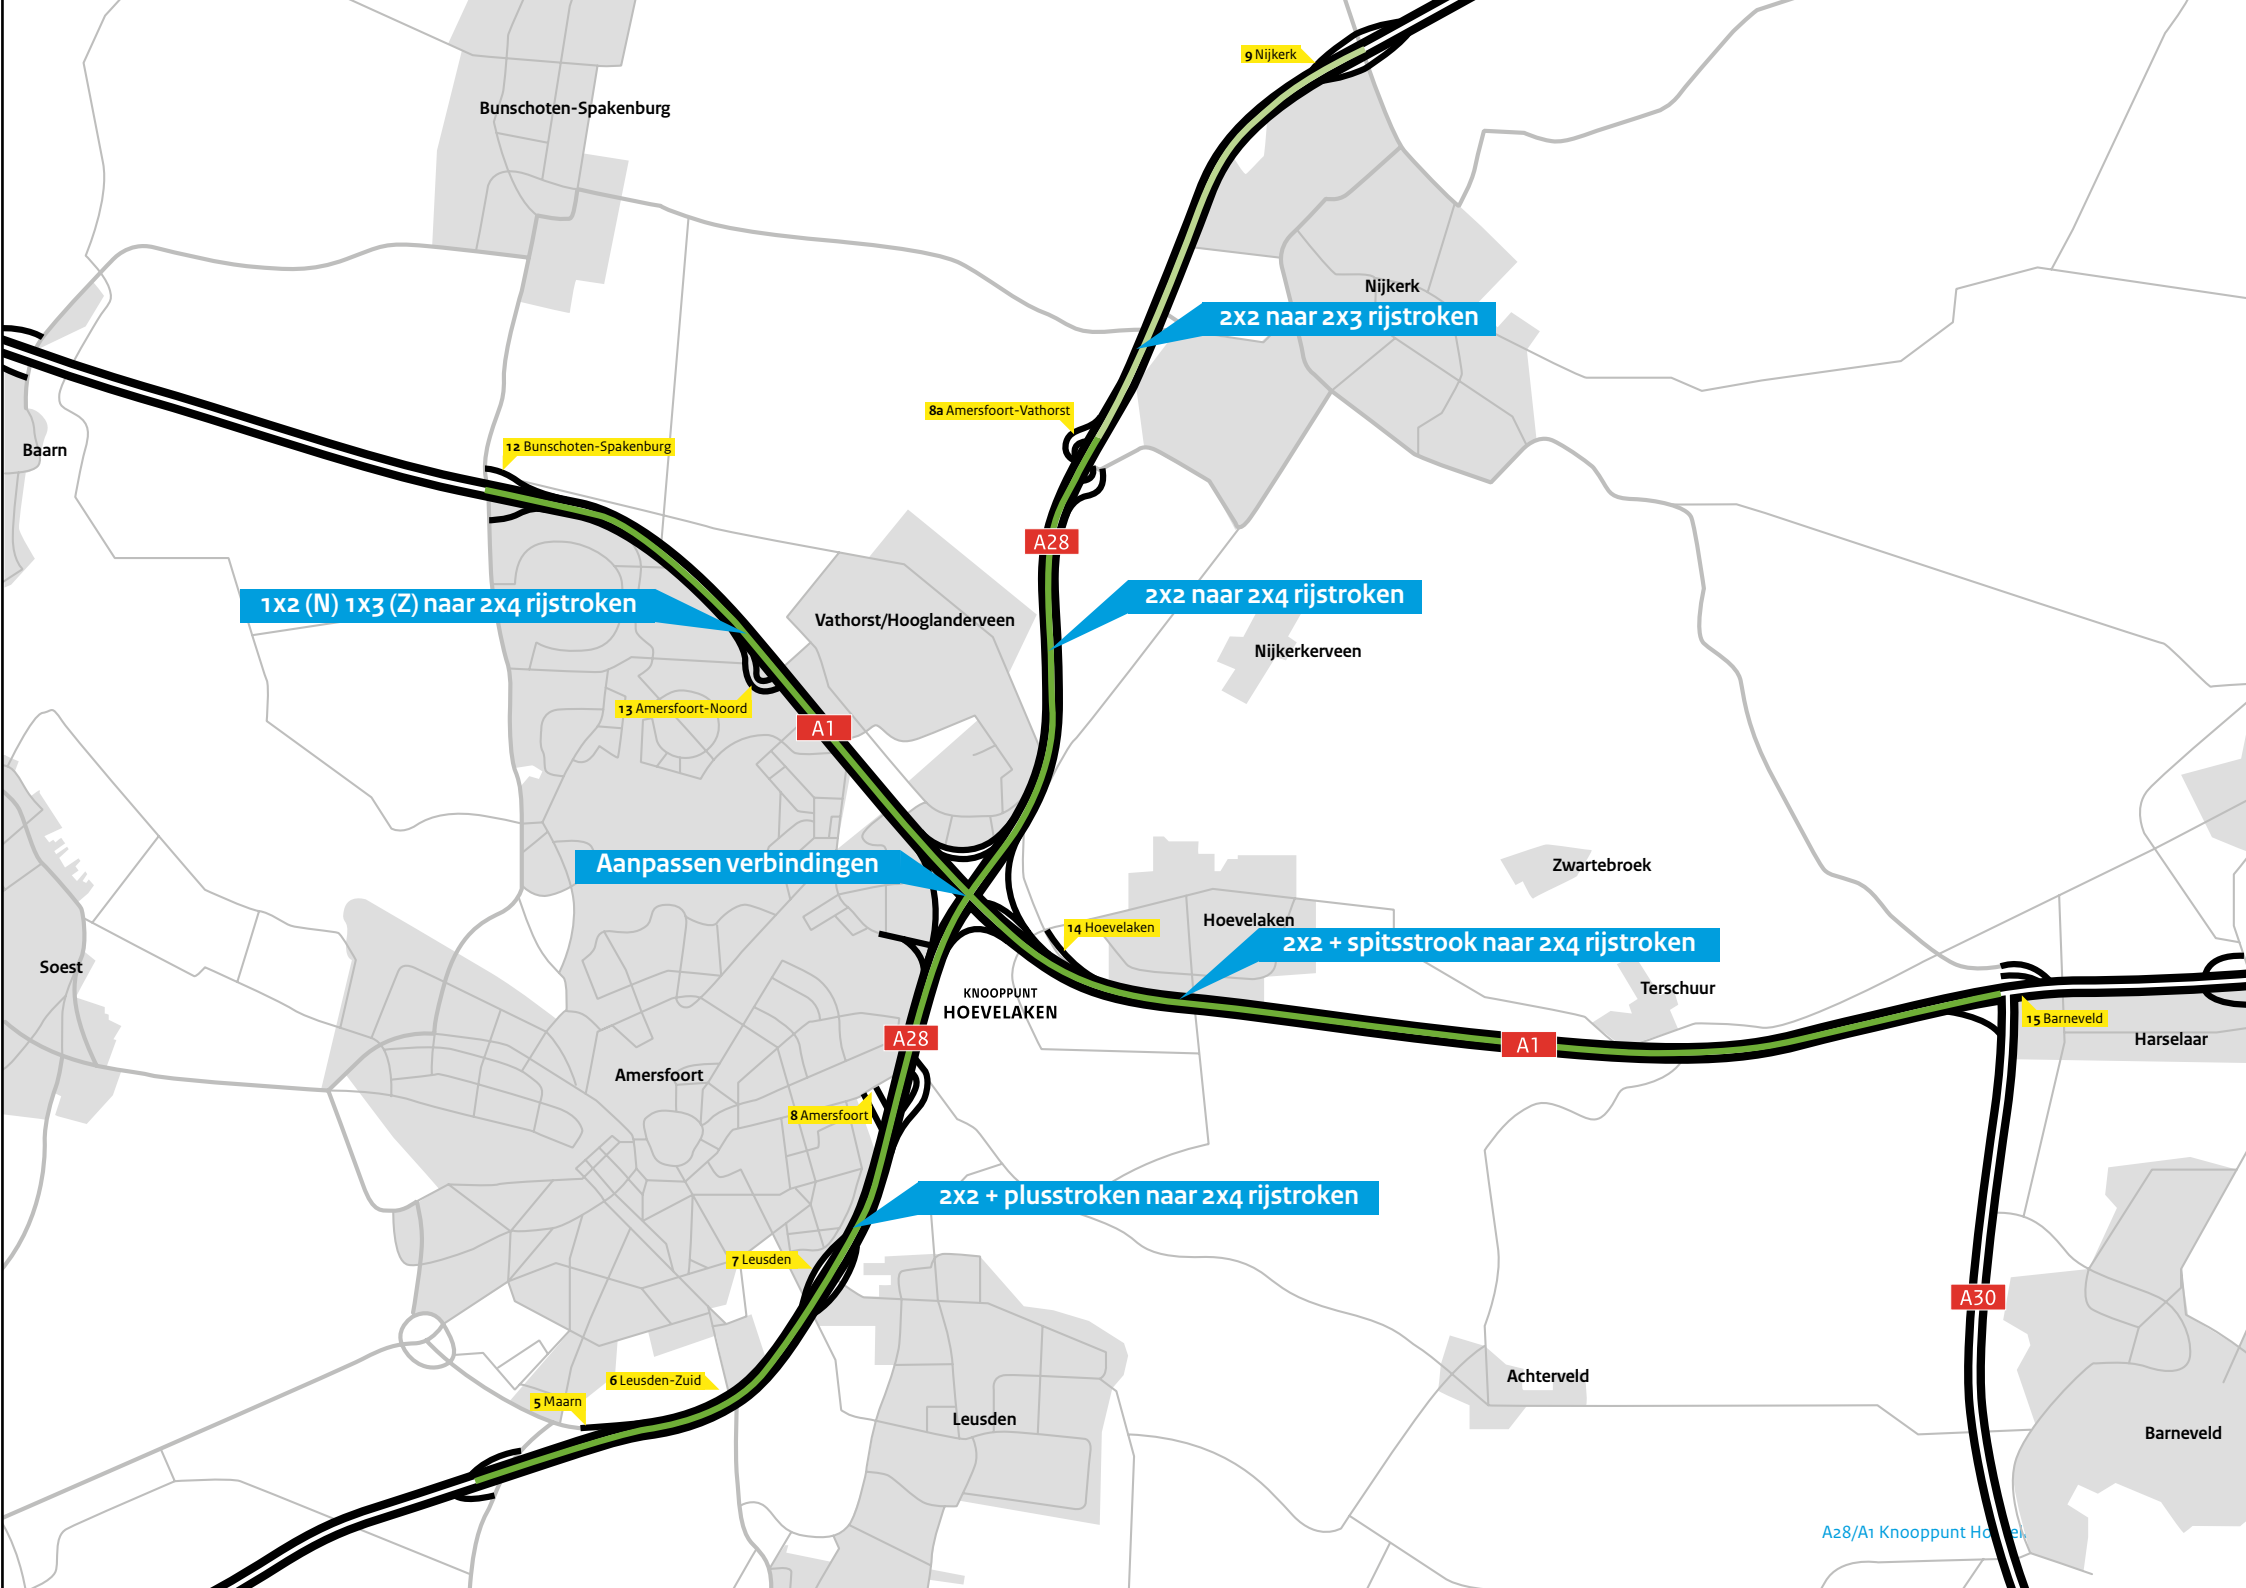 9 Nijkerk
Bunschoten-Spakenburg
Nijkerk
2x2 naar 2x3 rijstroken
8a Amersfoort-Vathorst
Baarn
12 Bunschoten-Spakenburg
A28
1x2 (N) 1x3 (Z) naar 2x4 rijstroken
2x2 naar 2x4 rijstroken
Vathorst/Hooglanderveen
Nijkerkerveen
13 Amersfoort-Noord
A1
Aanpassen verbindingen
Zwartebroek
Hoevelaken
14 Hoevelaken
2x2 + spitsstrook naar 2x4 rijstroken
Soest
Terschuur
KNOOPPUNT
HOEVELAKEN
15 Barneveld
A28
A1
Harselaar
Amersfoort
8 Amersfoort
2x2 + plusstroken naar 2x4 rijstroken
7 Leusden
A30
6 Leusden-Zuid
Achterveld
5 Maarn
Leusden
Barneveld
A28/A1 Knooppunt